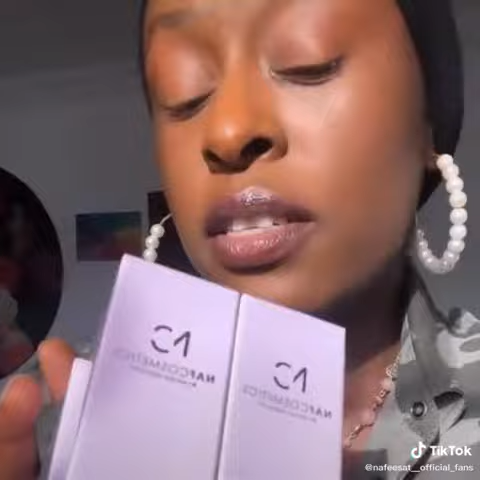 NC
NAFCOSMETICS
NC
NAFCOSMETICS
TikTok
@nafeesat__official_fans